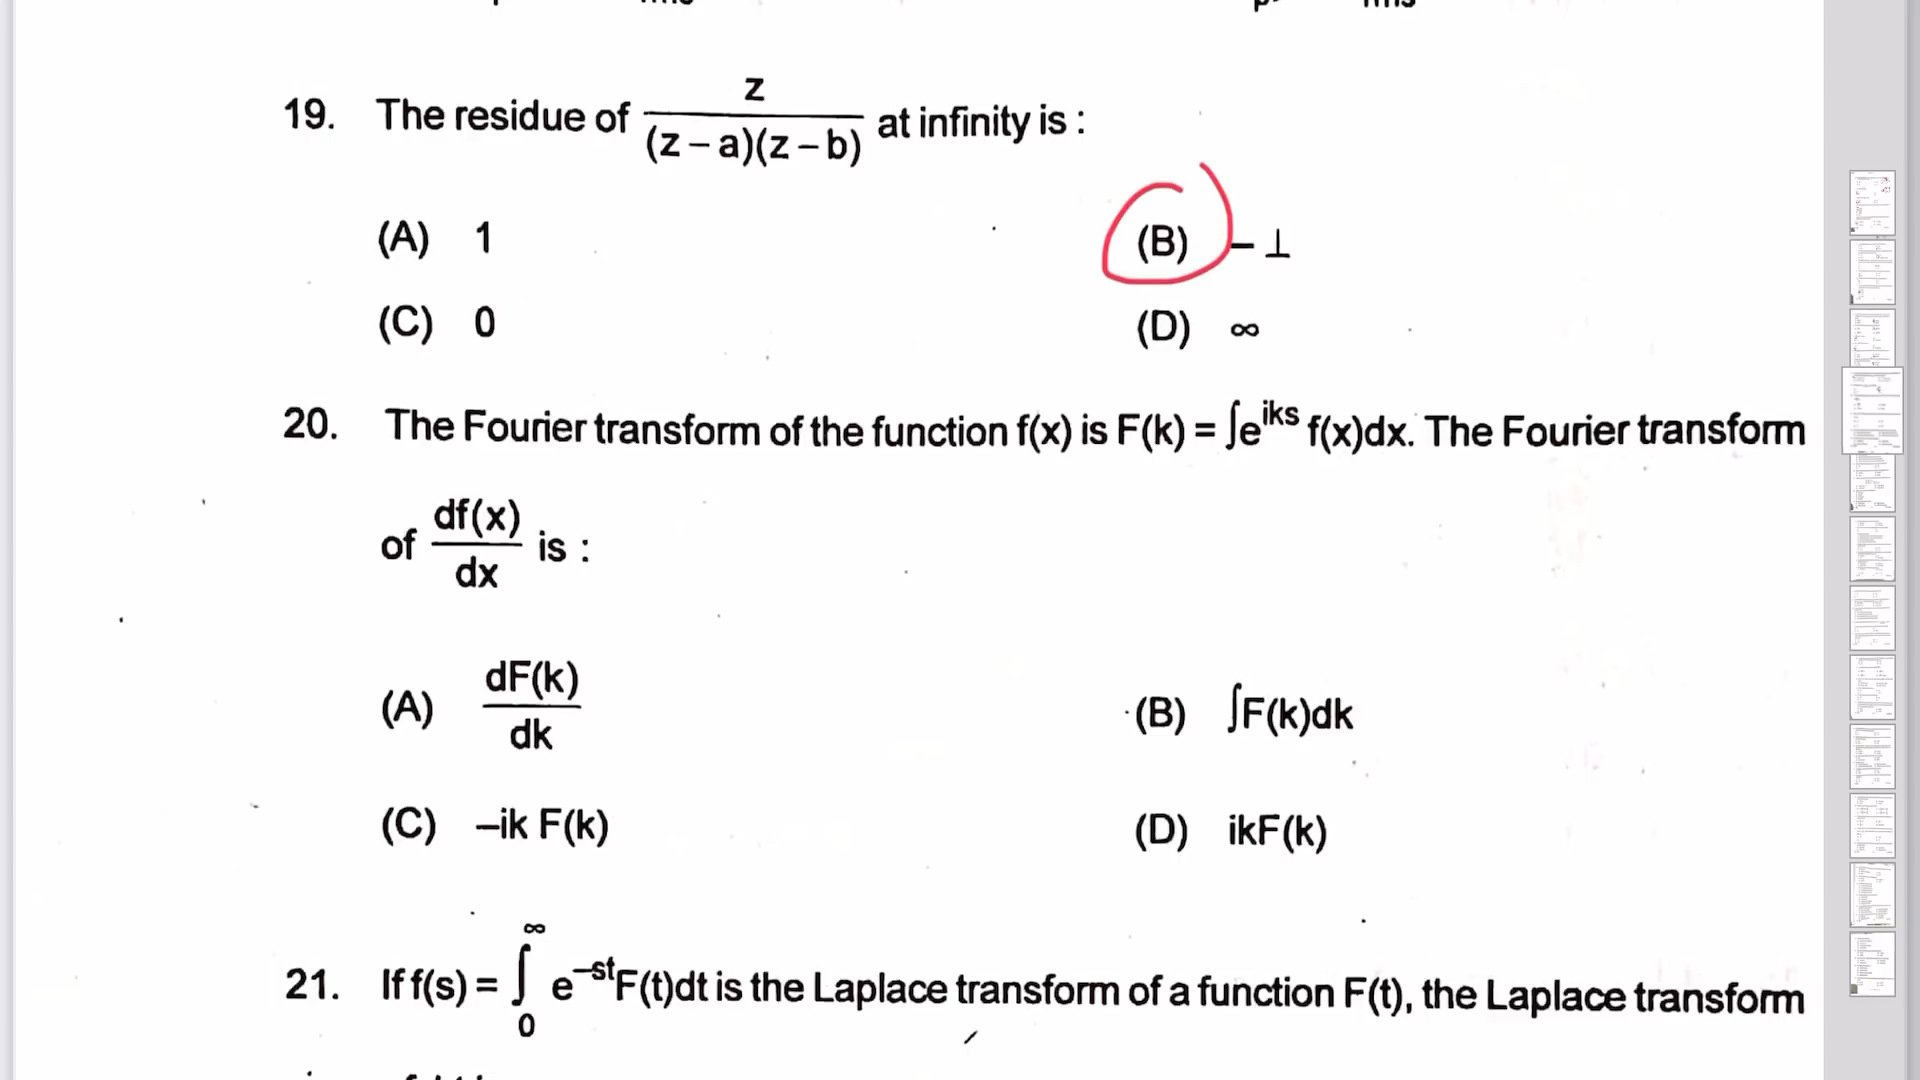 19. The residue of z/((z – a)(z – b)) at infinity is :
(A) 1 (B) – 1
(C) 0 (D) ∞
20. The Fourier transform of the function f(x) is F(k) = ∫e^iks f(x)dx. The Fourier transform
of df(x)/dx is :
(A) dF(k)/dk (B) ∫F(k)dk
(C) –ik F(k) (D) ikF(k)
21. If f(s) = ∫0^∞ e^–st F(t)dt is the Laplace transform of a function F(t), the Laplace transform